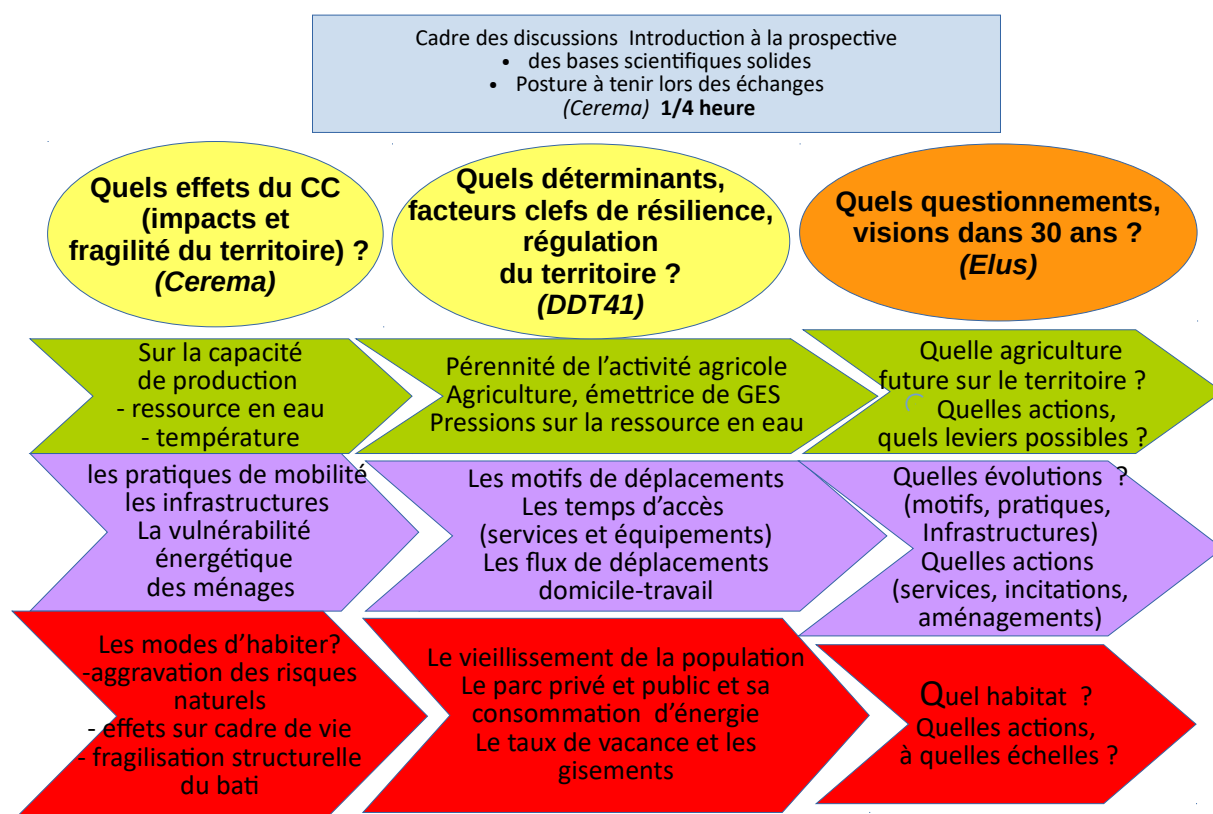 Cadre des discussions Introduction à la prospective
• des bases scientifiques solides
• Posture à tenir lors des échanges
(Cerema) 1/4 heure
Quels effets du CC
(impacts et
fragilité du territoire) ?
(Cerema)
Quels déterminants,
facteurs clefs de résilience,
régulation
du territoire ?
(DDT41)
Quels questionnements,
visions dans 30 ans ?
(Elus)
Sur la capacité
de production
- ressource en eau
- température
Pérennité de l'activité agricole
Agriculture, émettrice de GES
Pressions sur la ressource en eau
Quelle agriculture
future sur le territoire ?
Quelles actions,
quels leviers possibles ?
les pratiques de mobilité
les infrastructures
La vulnérabilité
énergétique
des ménages
Les motifs de déplacements
Les temps d'accès
(services et équipements)
Les flux de déplacements
domicile-travail
Quelles évolutions ?
(motifs, pratiques,
Infrastructures)
Quelles actions
(services, incitations,
aménagements)
Les modes d'habiter?
-aggravation des risques
naturels
- effets sur cadre de vie
- fragilisation structurelle
du bati
Le vieillissement de la population
Le parc privé et public et sa
consommation d'énergie
Le taux de vacance et les
gisements
Quel habitat ?
Quelles actions,
à quelles échelles ?